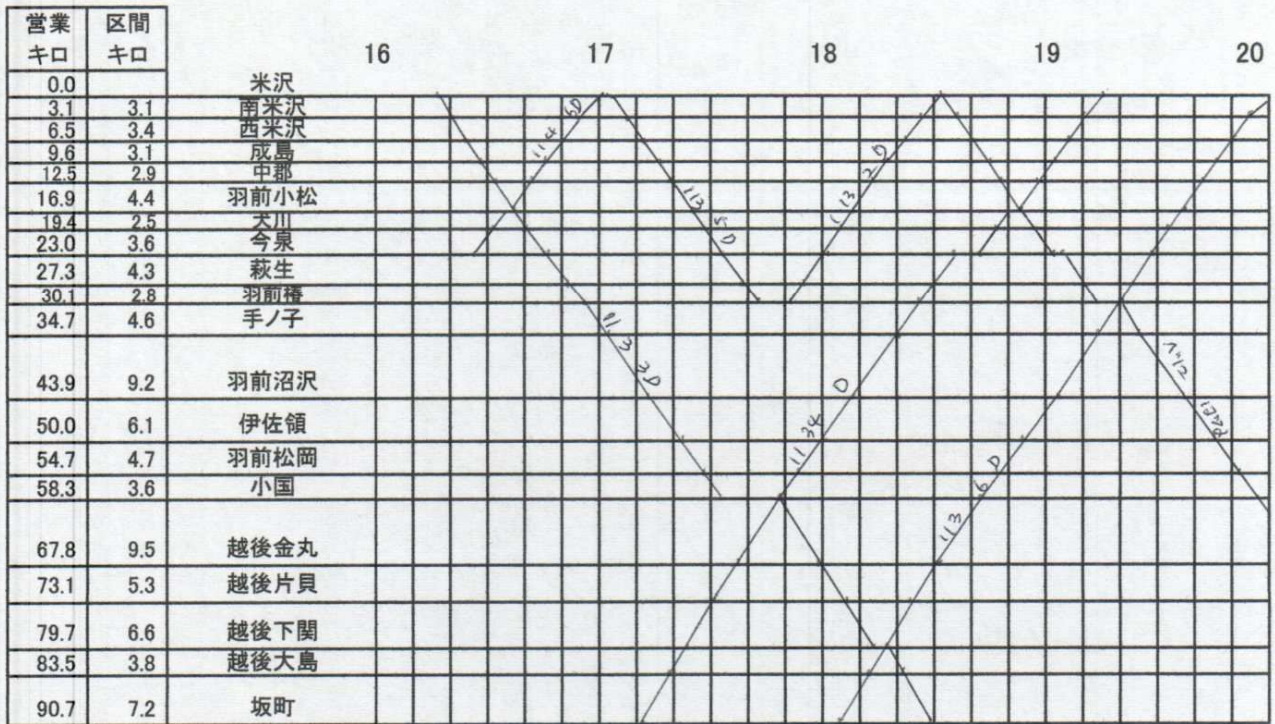 営業 区間
キロ キロ 16 17 18 19 20
0.0 米沢
3.1 3.1 南米沢
6.5 3.4 西米沢
9.6 3.1 成島
12.5 2.9 中郡
16.9 4.4 羽前小松
19.4 2.5 犬川
23.0 3.6 今泉
27.3 4.3 萩生
30.1 2.8 羽前椿
34.7 4.6 手ノ子
43.9 9.2 羽前沼沢
50.0 6.1 伊佐領
54.7 4.7 羽前松岡
58.3 3.6 小国
67.8 9.5 越後金丸
73.1 5.3 越後片貝
79.7 6.6 越後下関
83.5 3.8 越後大島
90.7 7.2 坂町
1135D
1132D
1133D
1134D
1136D